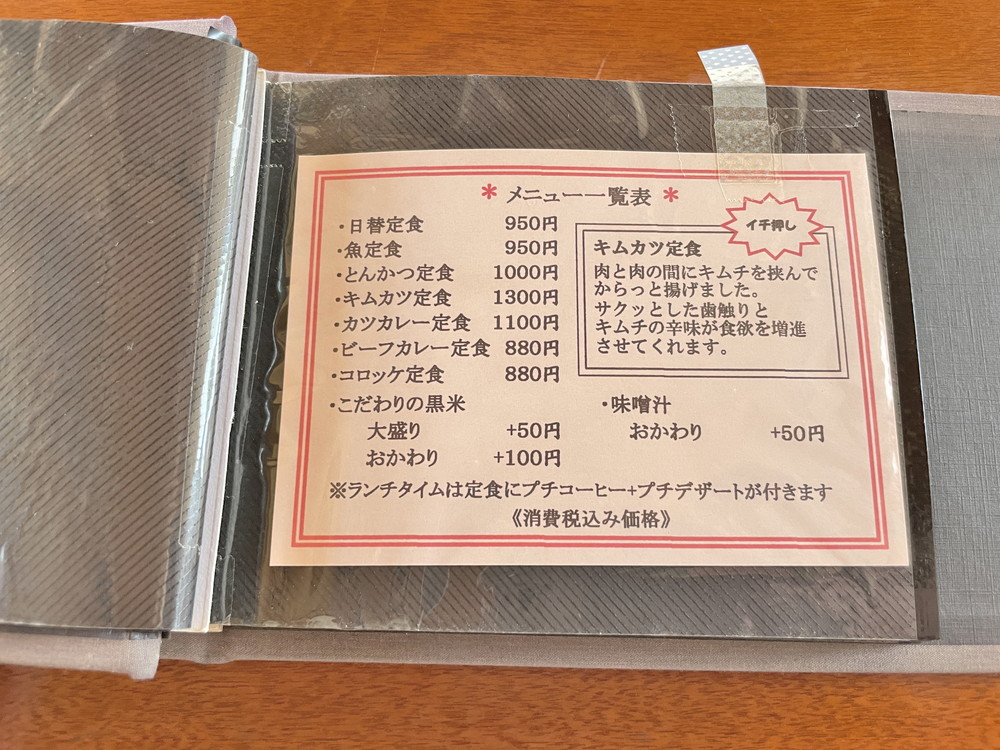 * メニュー一覧表 *
・日替定食 950円
・魚定食 950円
・とんかつ定食 1000円
・キムカツ定食 1300円
・カツカレー定食 1100円
・ビーフカレー定食 880円
・コロッケ定食 880円
イチ押し
キムカツ定食
肉と肉の間にキムチを挟んで
からっと揚げました。
サクッとした歯触りと
キムチの辛味が食欲を増進
させてくれます。
・こだわりの黒米
大盛り +50円
おかわり +100円
・味噌汁
おかわり +50円
※ランチタイムは定食にプチコーヒー+プチデザートが付きます
《消費税込み価格》